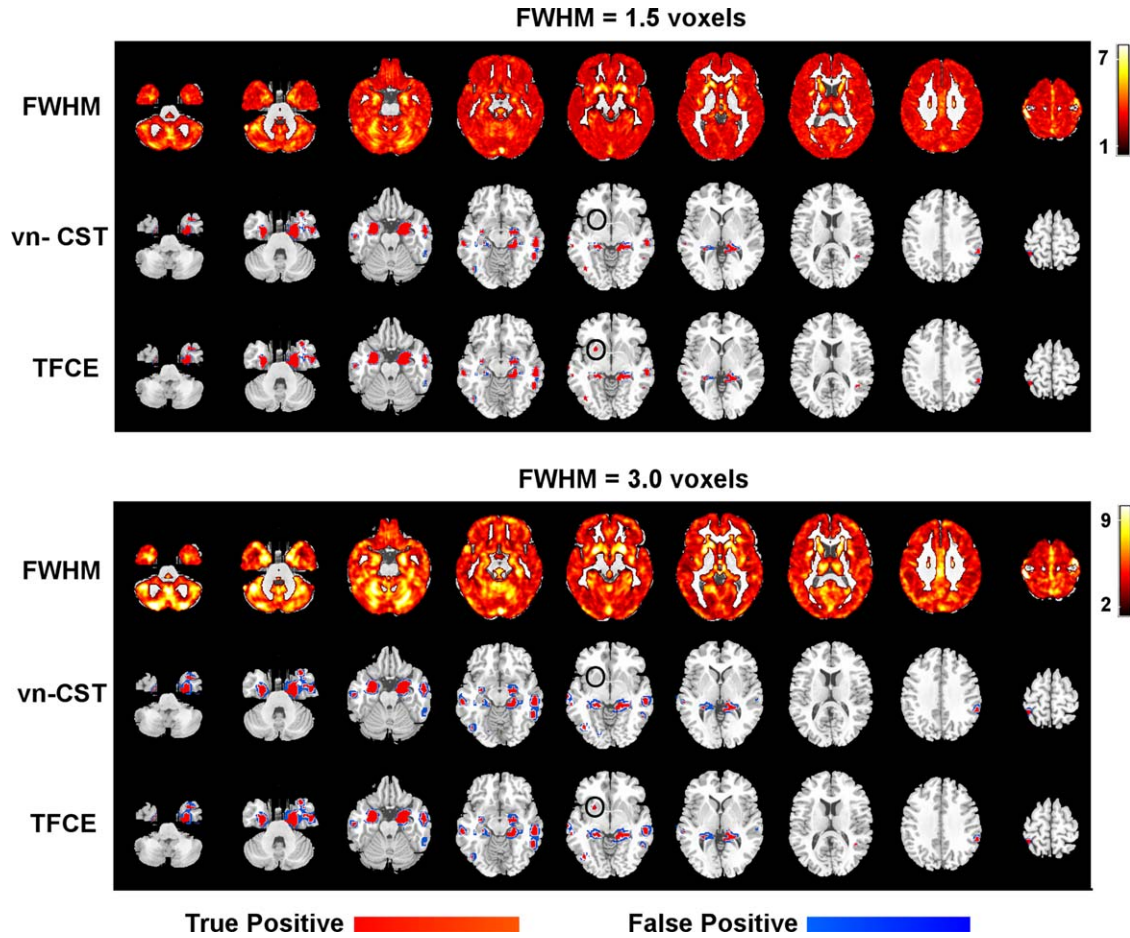 FWHM = 1.5 voxels
FWHM
7
1
vn- CST
TFCE
FWHM = 3.0 voxels
FWHM
9
2
vn-CST
TFCE
True Positive
False Positive